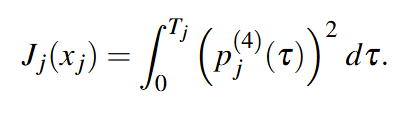 $J_j(x_j) = \int_0^{T_j} \left( p_j^{(4)}(\tau) \right)^2 d\tau.$